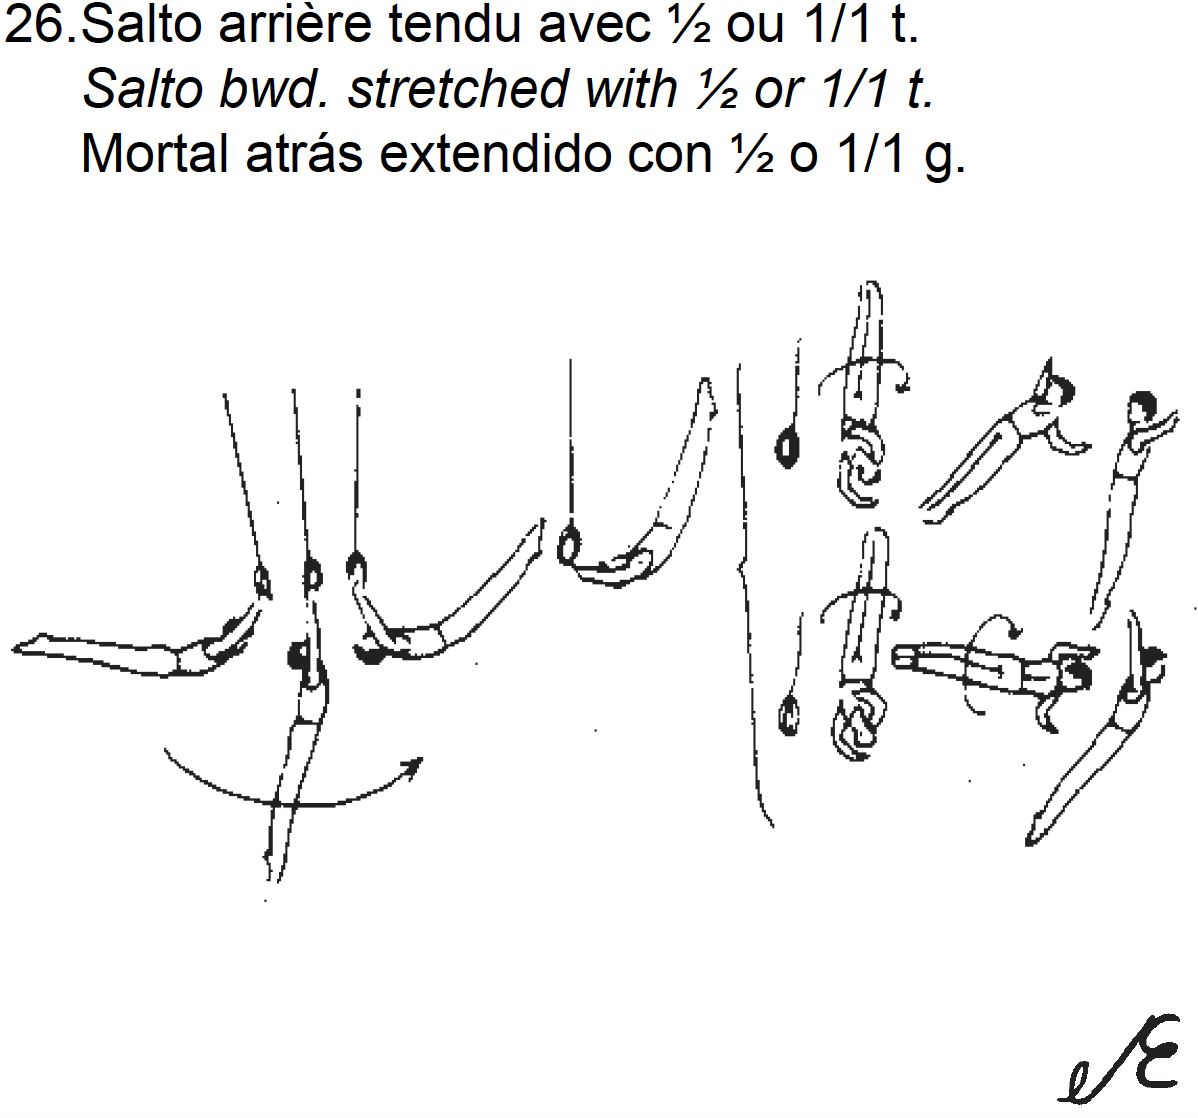 26.Salto arrière tendu avec ½ ou 1/1 t.
Salto bwd. stretched with ½ or 1/1 t.
Mortal atrás extendido con ½ o 1/1 g.